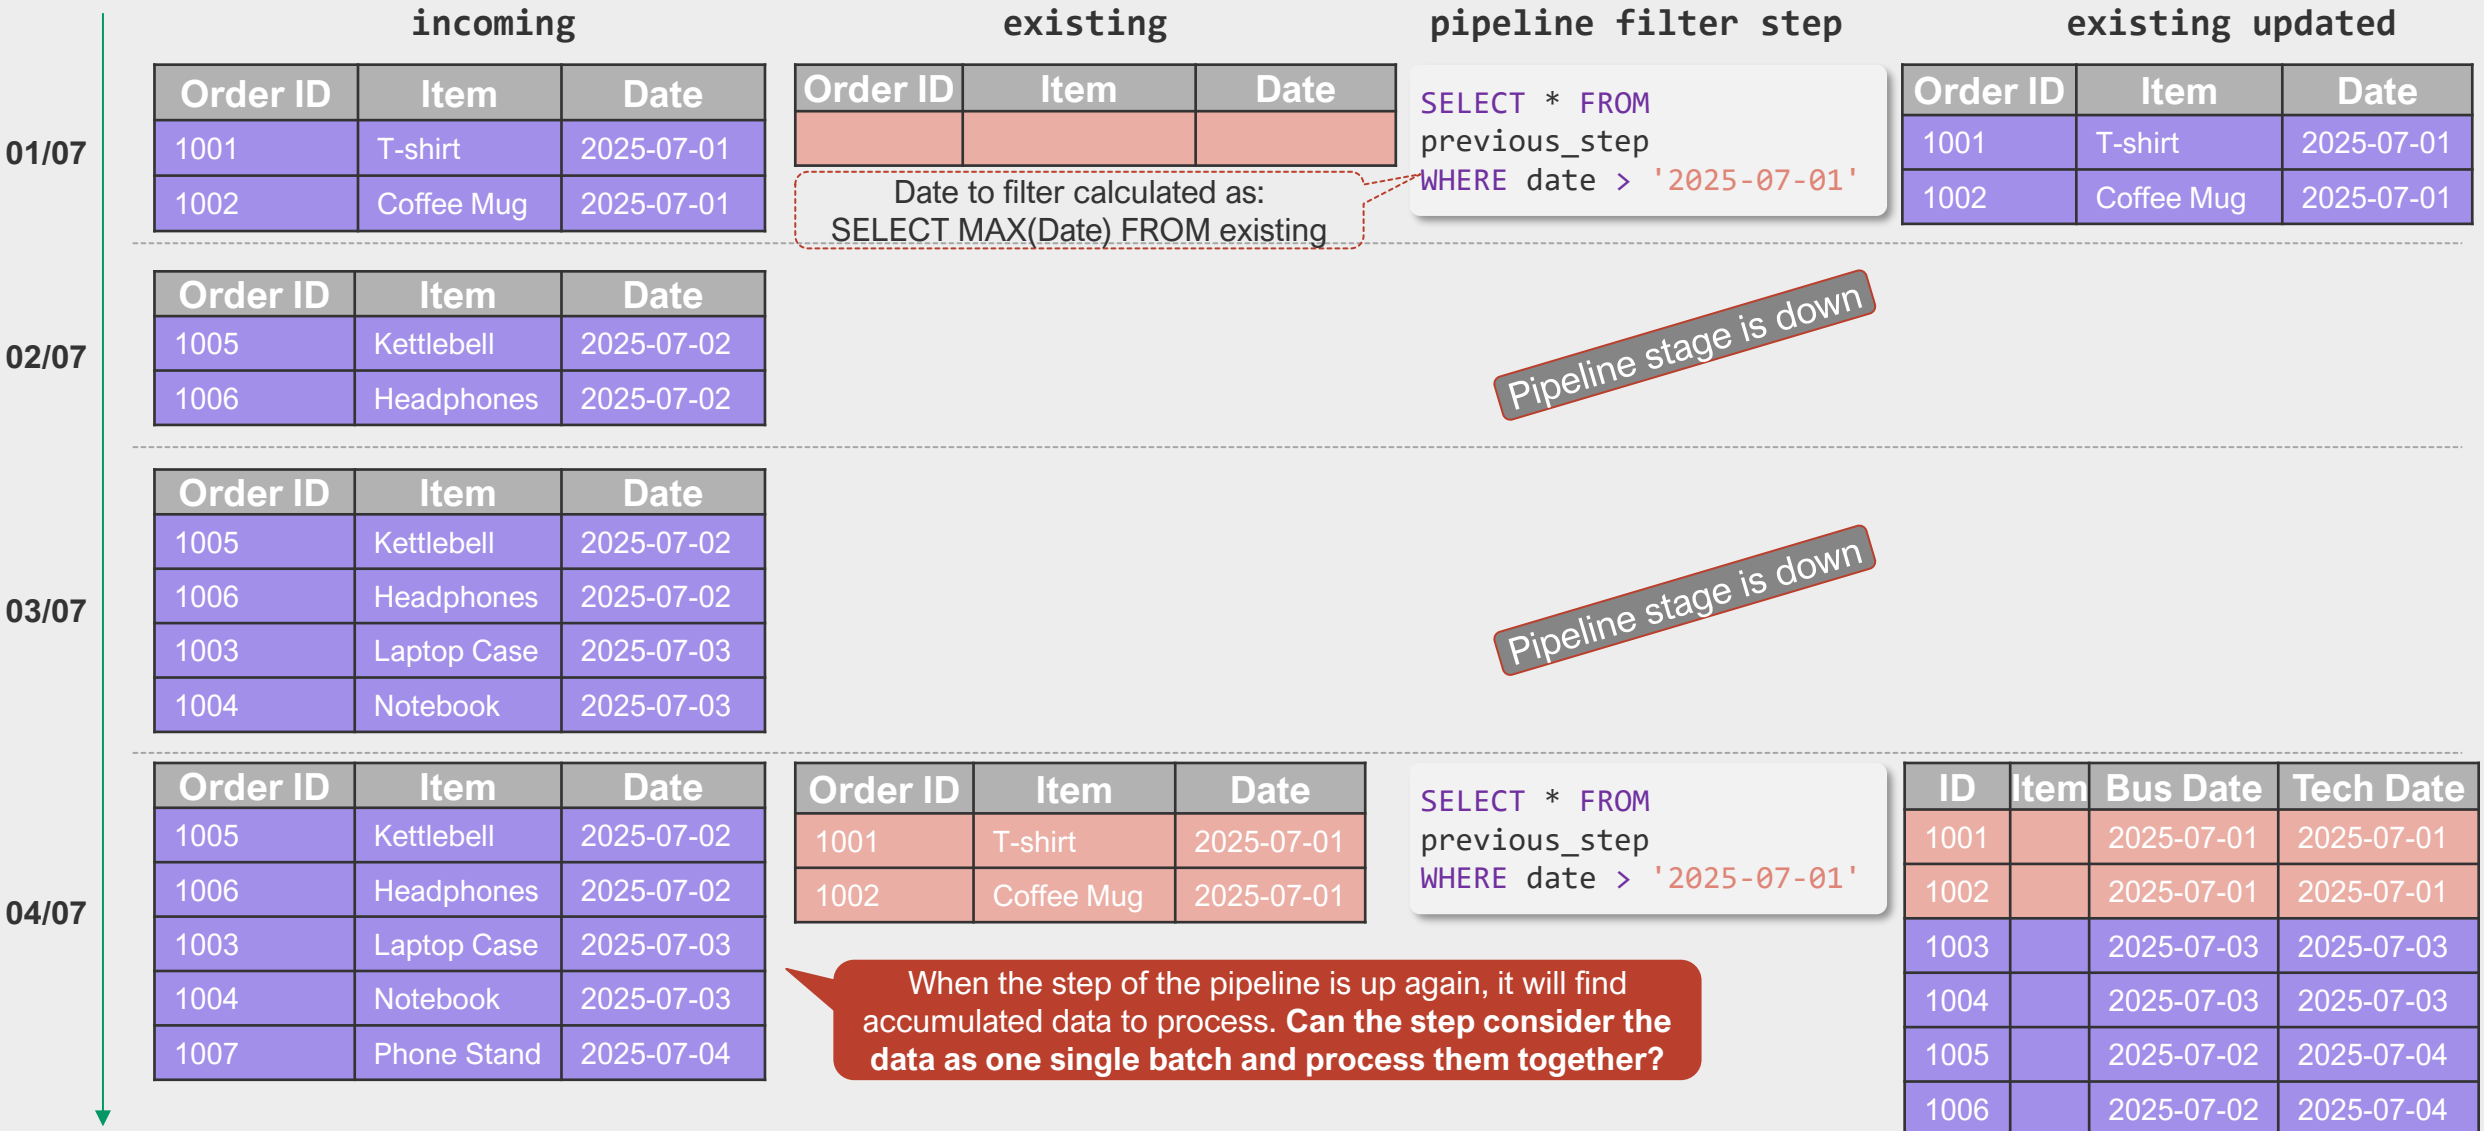 incoming existing pipeline filter step existing updated
01/07
Order ID Item Date
1001 T-shirt 2025-07-01
1002 Coffee Mug 2025-07-01
Order ID Item Date
Date to filter calculated as:
SELECT MAX(Date) FROM existing
SELECT * FROM
previous_step
WHERE date > '2025-07-01'
Order ID Item Date
1001 T-shirt 2025-07-01
1002 Coffee Mug 2025-07-01
02/07
Order ID Item Date
1005 Kettlebell 2025-07-02
1006 Headphones 2025-07-02
Pipeline stage is down
03/07
Order ID Item Date
1005 Kettlebell 2025-07-02
1006 Headphones 2025-07-02
1003 Laptop Case 2025-07-03
1004 Notebook 2025-07-03
Pipeline stage is down
04/07
Order ID Item Date
1005 Kettlebell 2025-07-02
1006 Headphones 2025-07-02
1003 Laptop Case 2025-07-03
1004 Notebook 2025-07-03
1007 Phone Stand 2025-07-04
Order ID Item Date
1001 T-shirt 2025-07-01
1002 Coffee Mug 2025-07-01
When the step of the pipeline is up again, it will find
accumulated data to process. Can the step consider the
data as one single batch and process them together?
SELECT * FROM
previous_step
WHERE date > '2025-07-01'
ID Item Bus Date Tech Date
1001 2025-07-01 2025-07-01
1002 2025-07-01 2025-07-01
1003 2025-07-03 2025-07-03
1004 2025-07-03 2025-07-03
1005 2025-07-02 2025-07-04
1006 2025-07-02 2025-07-04